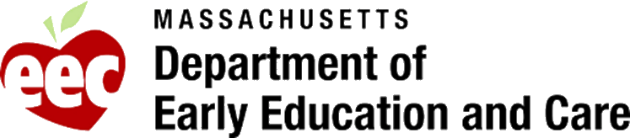 eec
MASSACHUSETTS
Department of
Early Education and Care